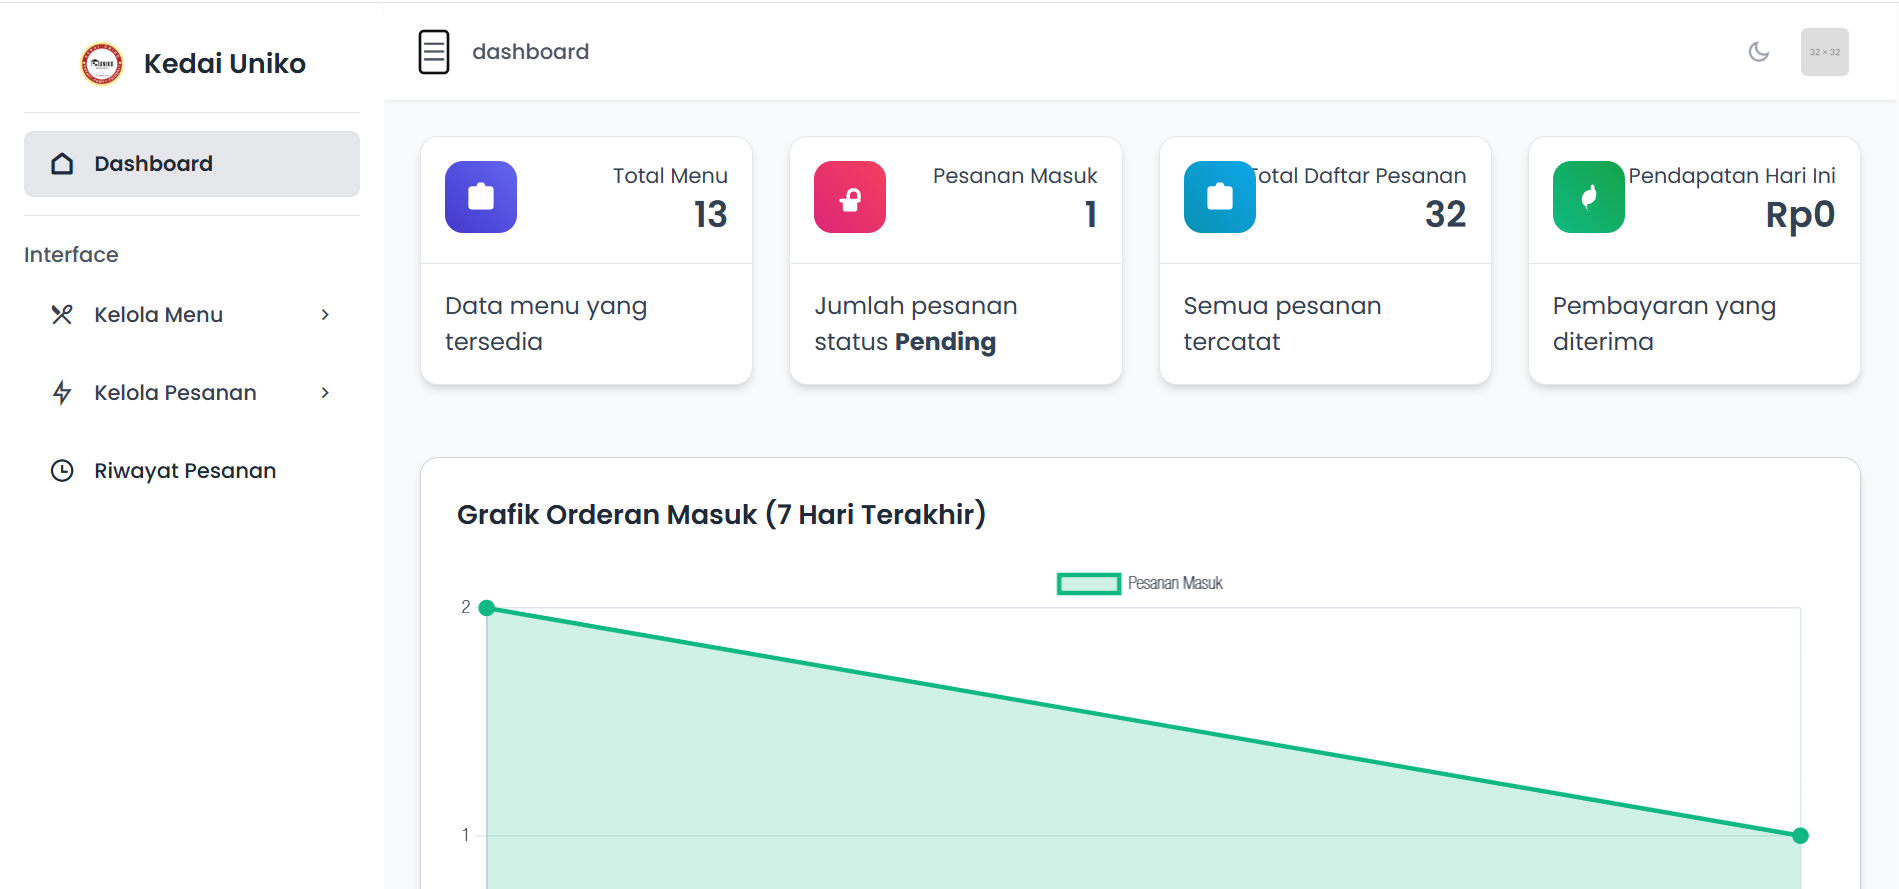 Kedai Uniko
dashboard
32 × 32
Dashboard
Interface
Kelola Menu
Kelola Pesanan
Riwayat Pesanan
Total Menu
13
Data menu yang
tersedia
Pesanan Masuk
1
Jumlah pesanan
status Pending
Total Daftar Pesanan
32
Semua pesanan
tercatat
Pendapatan Hari Ini
Rp0
Pembayaran yang
diterima
Grafik Orderan Masuk (7 Hari Terakhir)
Pesanan Masuk
2
1